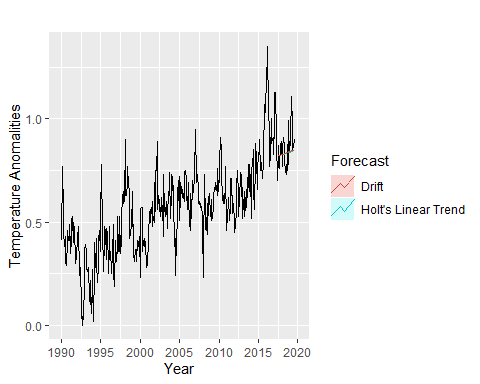 Temperature Anomalities
1.0
0.5
0.0
1990 1995 2000 2005 2010 2015 2020
Year
Forecast
Drift
Holt's Linear Trend